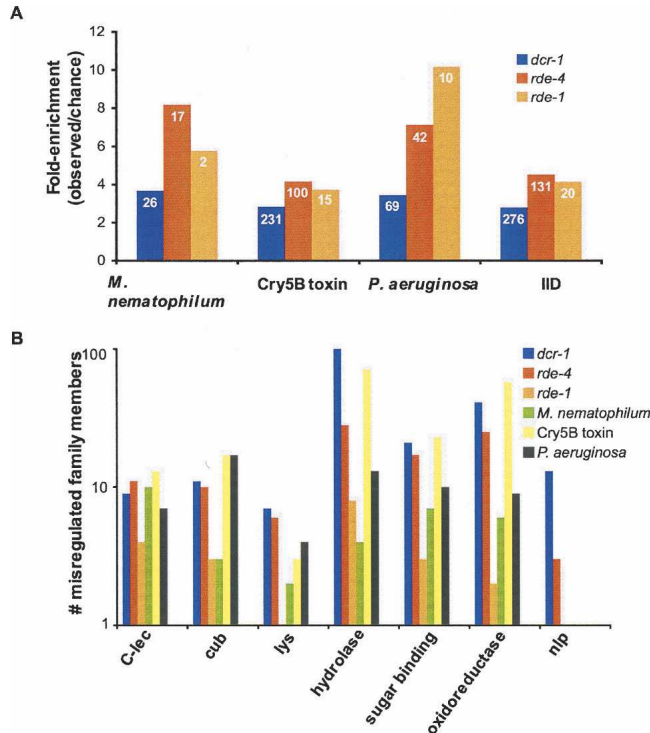 A
Fold-enrichment
(observed/chance)
12
10
8
6
4
2
0
dcr-1
rde-4
rde-1
26
17
2
231
100
15
69
42
10
276
131
20
M.
nematophilum
Cry5B toxin
P. aeruginosa
IID
B
# misregulated family members
100
10
1
dcr-1
rde-4
rde-1
M. nematophilum
Cry5B toxin
P. aeruginosa
C-lec
cub
lys
hydrolase
sugar binding
oxidoreductase
nlp